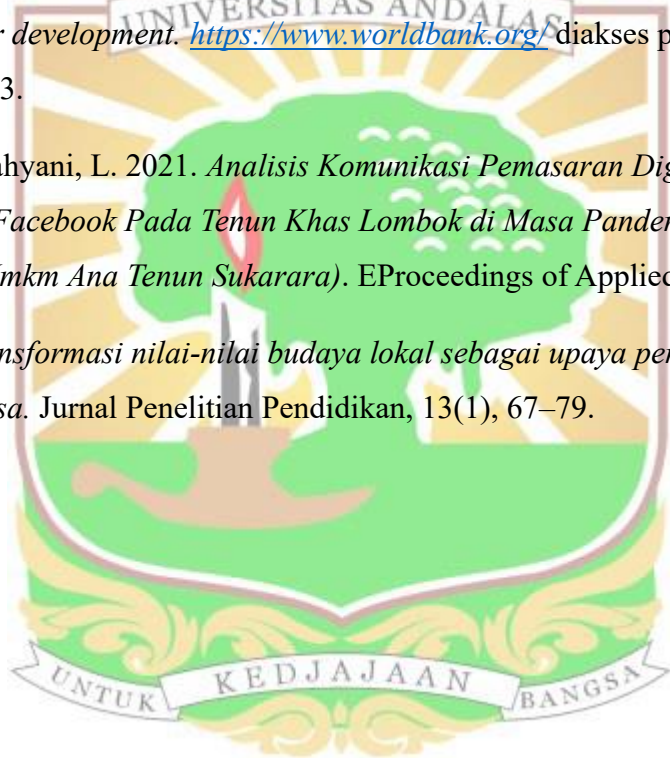 UNIVERSITAS ANDALAS
r development. https://www.worldbank.org/ diakses p
3.
ahyani, L. 2021. Analisis Komunikasi Pemasaran Dig
Facebook Pada Tenun Khas Lombok di Masa Pander
mkm Ana Tenun Sukarara). EProceedings of Applied
nsformasi nilai-nilai budaya lokal sebagai upaya per
sa. Jurnal Penelitian Pendidikan, 13(1), 67–79.
UNTUK KEDJAJAAN BANGSA